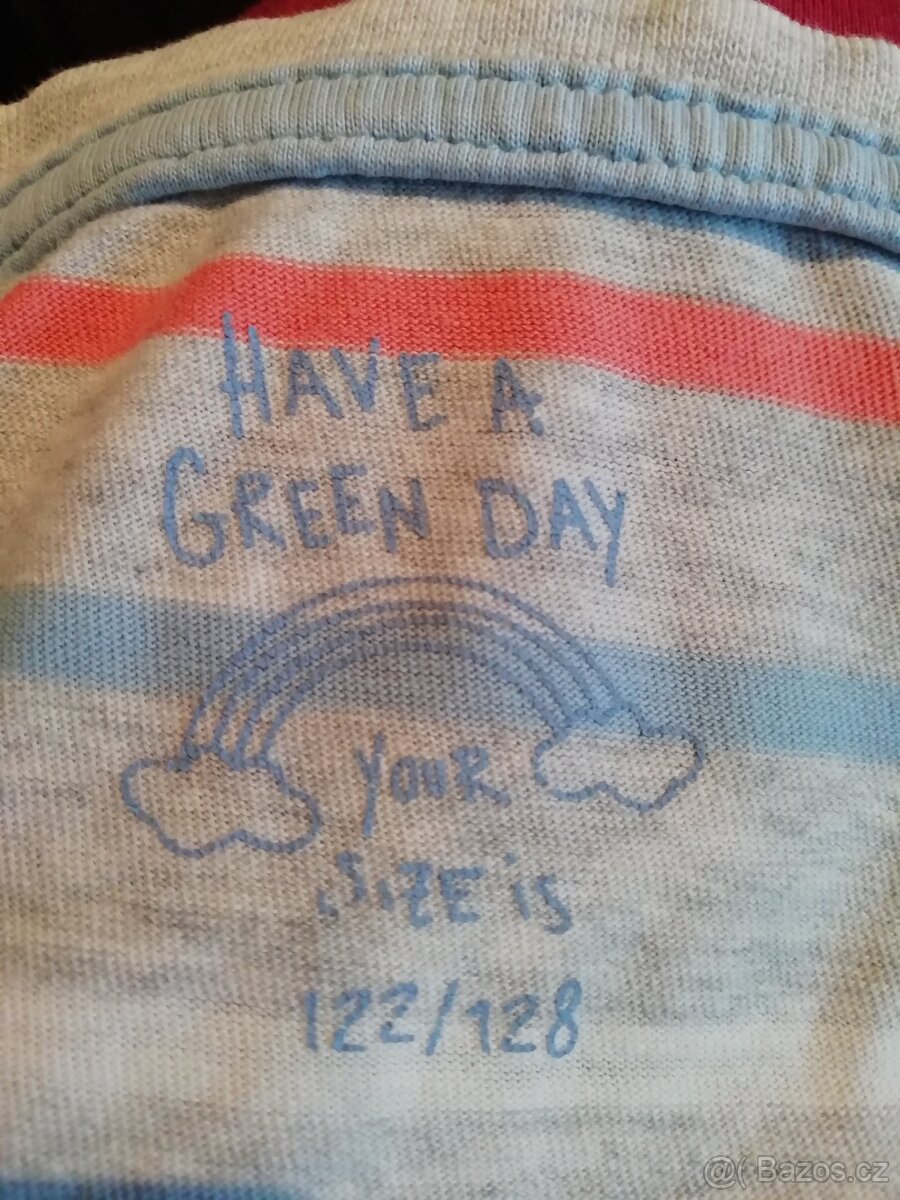 HAVE A
GREEN DAY
YOUR
SiZE iS
122/128
@( Bazos.cz